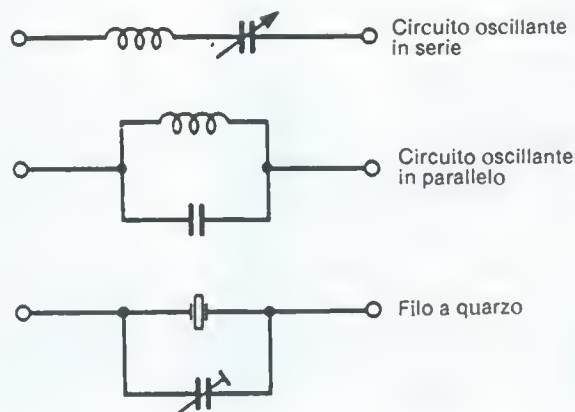 Circuito oscillante
in serie
Circuito oscillante
in parallelo
Filo a quarzo